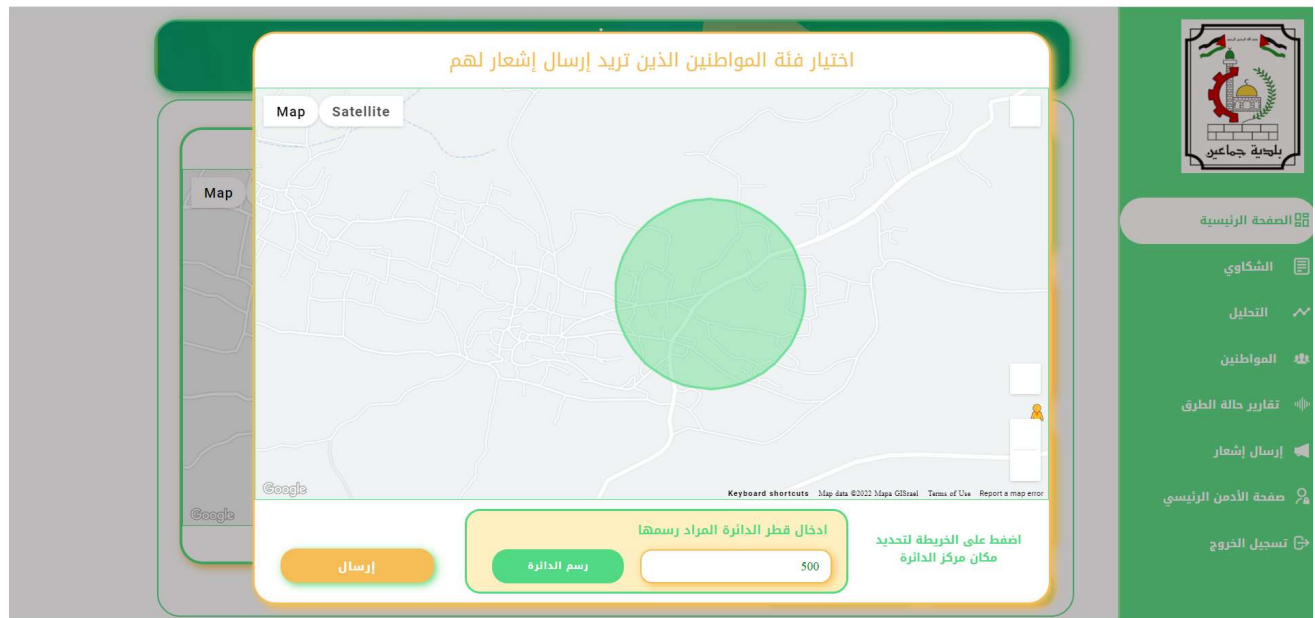 اختيار فئة المواطنين الذين تريد إرسال إشعار لهم
Map Satellite
Map
Google
Keyboard shortcuts Map data ©2022 Mapa GISrael Terms of Use Report a map error
Google
اضغط على الخريطة لتحديد
مكان مركز الدائرة
ادخال قطر الدائرة المراد رسمها
500
رسم الدائرة
إرسال
بلدية جماعين
الصفحة الرئيسية
الشكاوي
التحليل
المواطنين
تقارير حالة الطرق
إرسال إشعار
صفحة الأدمن الرئيسي
تسجيل الخروج